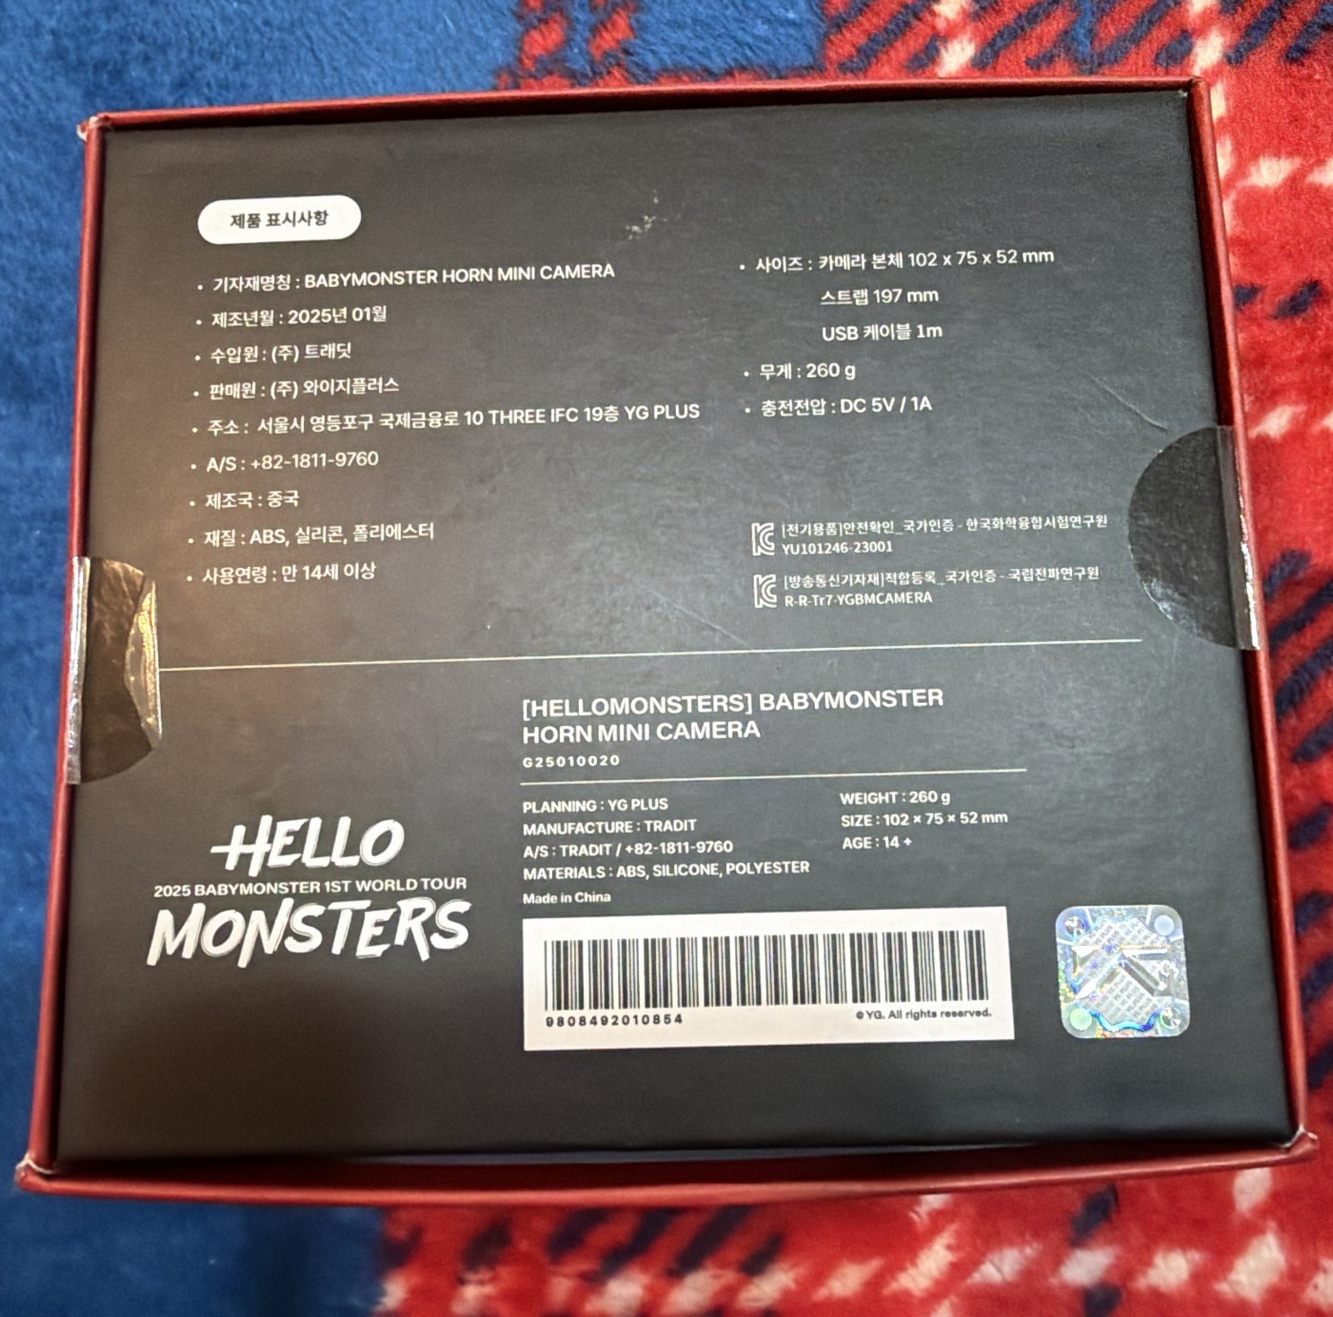 제품 표시사항
• 기자재명칭 : BABYMONSTER HORN MINI CAMERA
• 제조년월 : 2025년 01월
• 수입원 : (주) 트래딧
• 판매원 : (주) 와이지플러스
• 주소 : 서울시 영등포구 국제금융로 10 THREE IFC 19층 YG PLUS
• A/S : +82-1811-9760
• 제조국 : 중국
• 재질 : ABS, 실리콘, 폴리에스터
• 사용연령 : 만 14세 이상
• 사이즈 : 카메라 본체 102 x 75 x 52 mm
스트랩 197 mm
USB 케이블 1m
• 무게 : 260 g
• 충전전압 : DC 5V / 1A
[전기용품]안전확인_국가인증 - 한국화학융합시험연구원
YU101246-23001
[방송통신기자재]적합등록_국가인증 - 국립전파연구원
R-R-Tr7-YGBMCAMERA
HELLO
2025 BABYMONSTER 1ST WORLD TOUR
MONSTERS
[HELLOMONSTERS] BABYMONSTER
HORN MINI CAMERA
G25010020
PLANNING : YG PLUS
MANUFACTURE : TRADIT
A/S : TRADIT / +82-1811-9760
MATERIALS : ABS, SILICONE, POLYESTER
Made in China
WEIGHT : 260 g
SIZE : 102 × 75 × 52 mm
AGE : 14 +
9808492010854
© YG. All rights reserved.